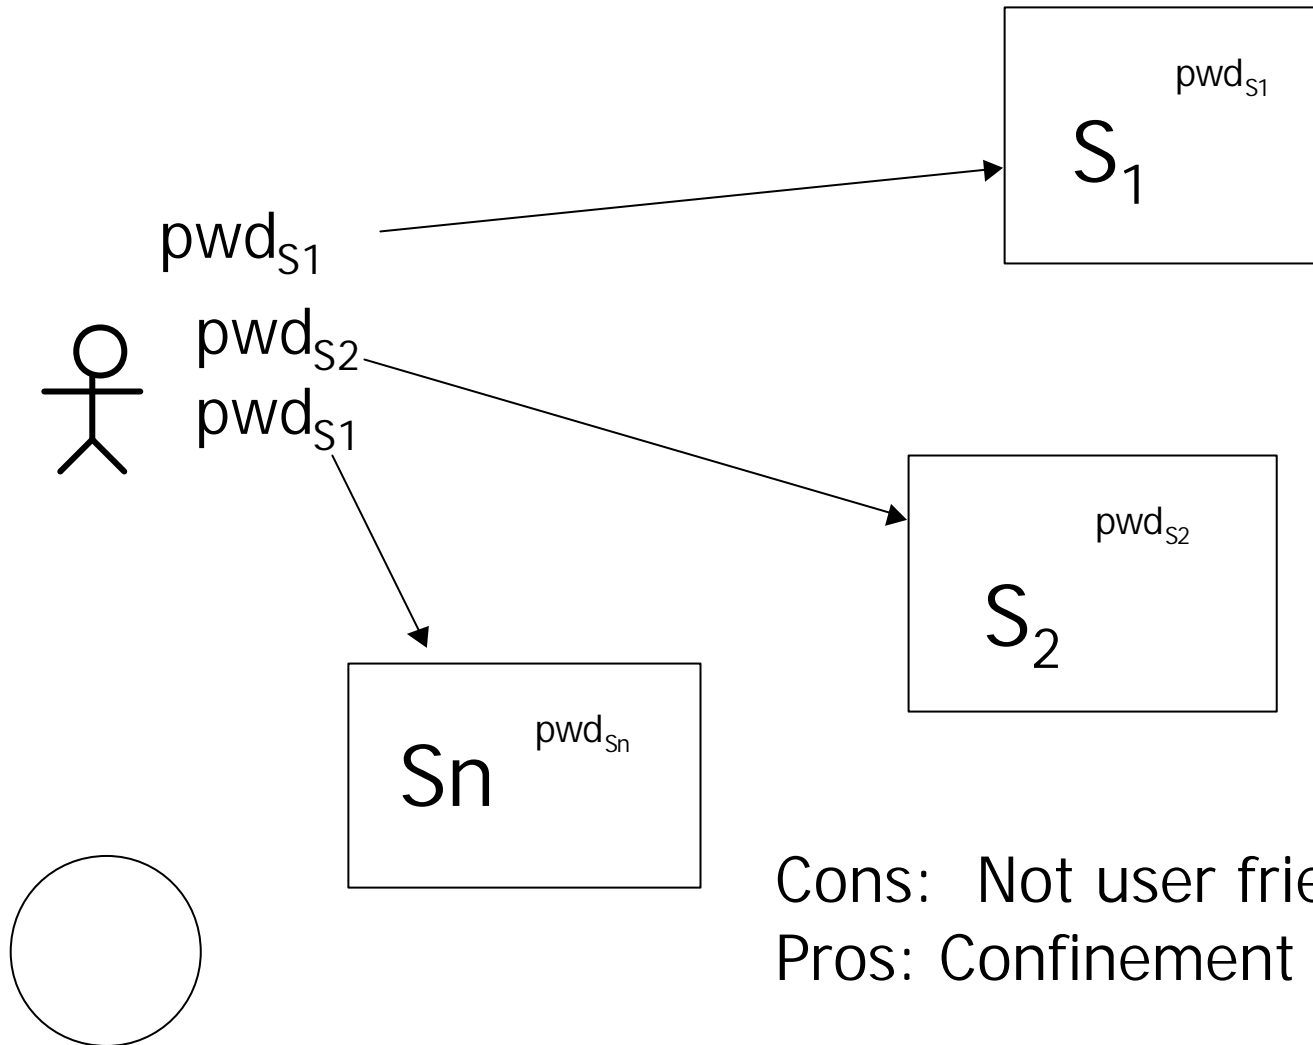 pwdS1
S1
pwdS1
pwdS2
pwdS1
pwdS2
S2
pwdSn
Sn
Cons: Not user frie
Pros: Confinement